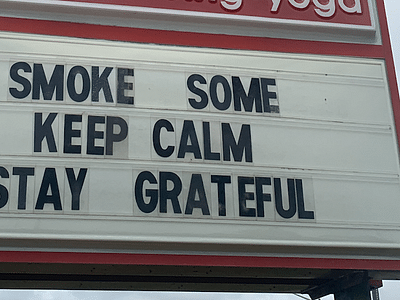 yoga
SMOKE SOME
KEEP CALM
STAY GRATEFUL